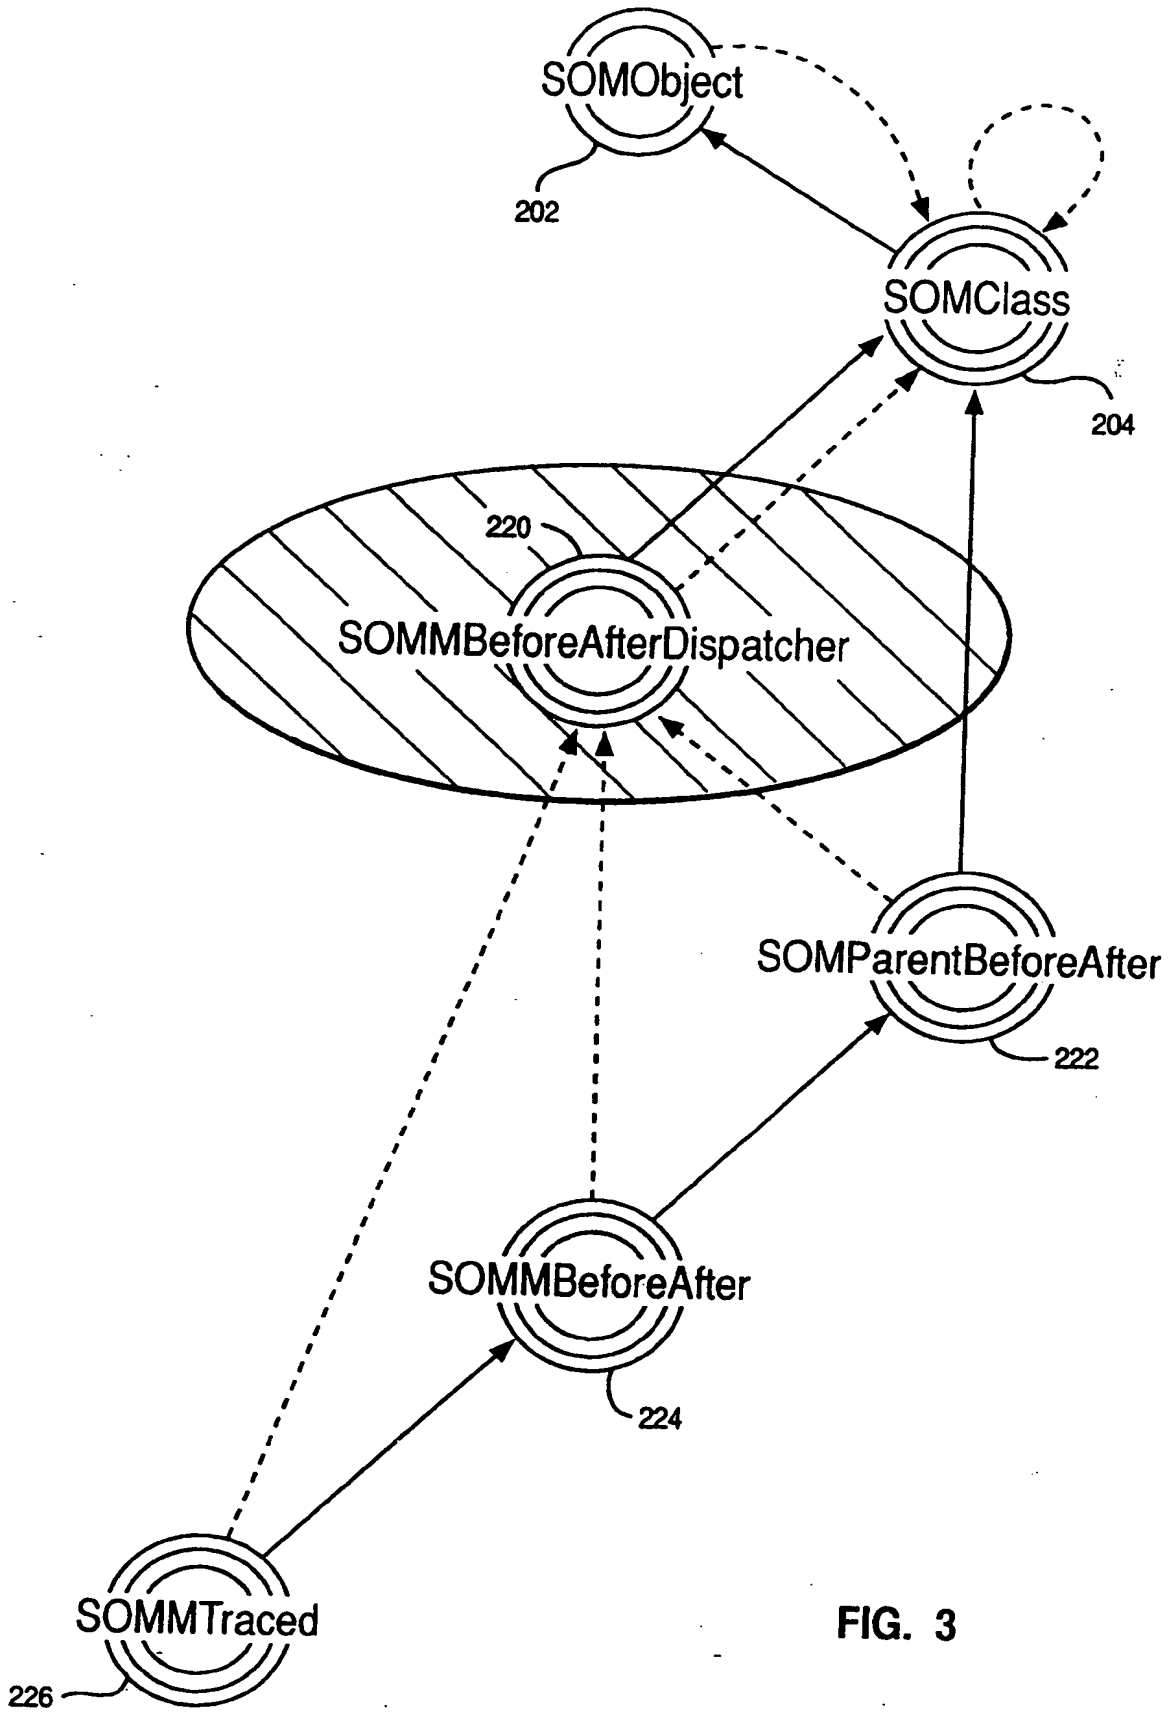 SOMObject
202
SOMClass
204
220
SOMMBeforeAfterDispatcher
SOMParentBeforeAfter
222
SOMMBeforeAfter
224
SOMMTraced
FIG. 3
226